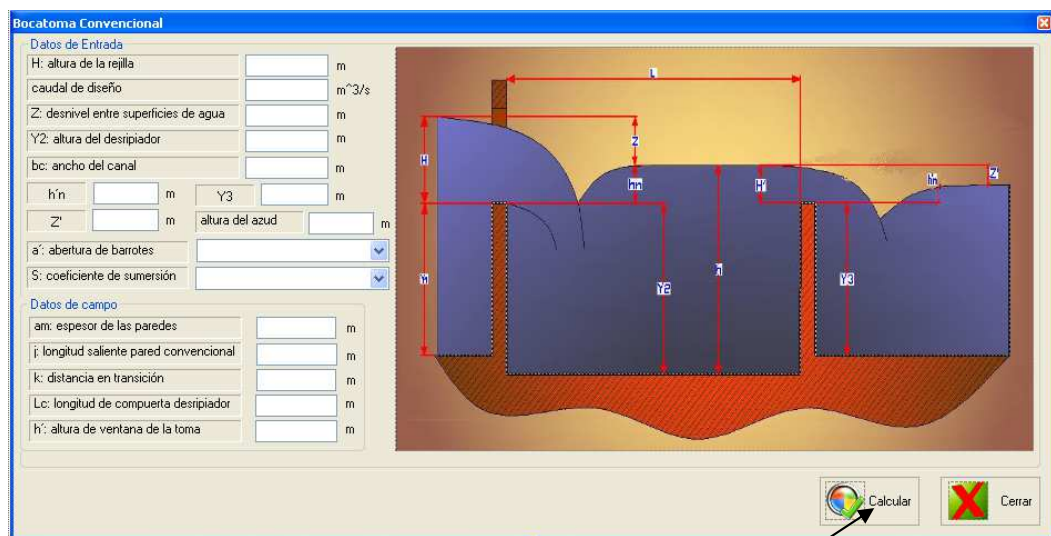 Bocatoma Convencional
Datos de Entrada
H: altura de la rejilla m
caudal de diseño m^3/s
Z: desnivel entre superficies de agua m
Y2: altura del desripiador m
bc: ancho del canal m
h´n m Y3 m
Z' m altura del azud m
a´: abertura de barrotes
S: coeficiente de sumersión
Datos de campo
am: espesor de las paredes m
j: longitud saliente pared convencional m
k: distancia en transición m
Lc: longitud de compuerta desripiador m
h´: altura de ventana de la toma m
L
Z
H
hn
H'
h'n
Z'
Y2
h
Y3
Calcular
Cerrar